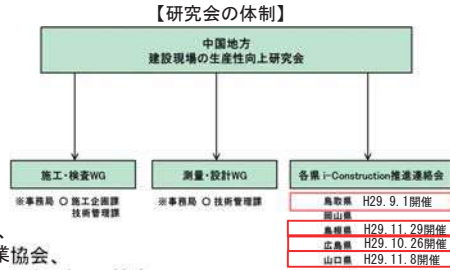 【研究会の体制】
中国地方
建設現場の生産性向上研究会
施工・検査WG
測量・設計WG
各県 i-Construction推進連絡会
※事務局 〇 施工企画課
技術管理課
※事務局 〇 技術管理課
鳥取県 H29.9.1開催
岡山県
島根県 H29.11.29開催
広島県 H29.10.26開催
山口県 H29.11.8開催
業協会、